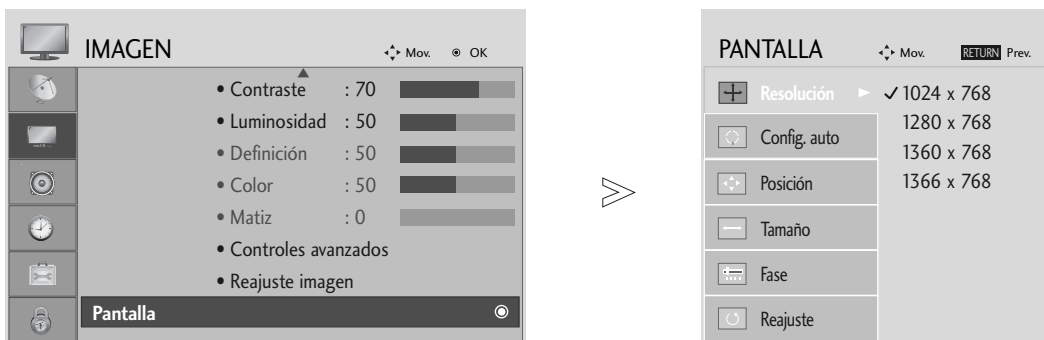 IMAGEN
Mov. OK
• Contraste : 70
• Luminosidad : 50
• Definición : 50
• Color : 50
• Matiz : 0
• Controles avanzados
• Reajuste imagen
Pantalla
PANTALLA
Mov. RETURN Prev.
Resolución ► ✓ 1024 x 768
1280 x 768
1360 x 768
1366 x 768
Config. auto
Posición
Tamaño
Fase
Reajuste